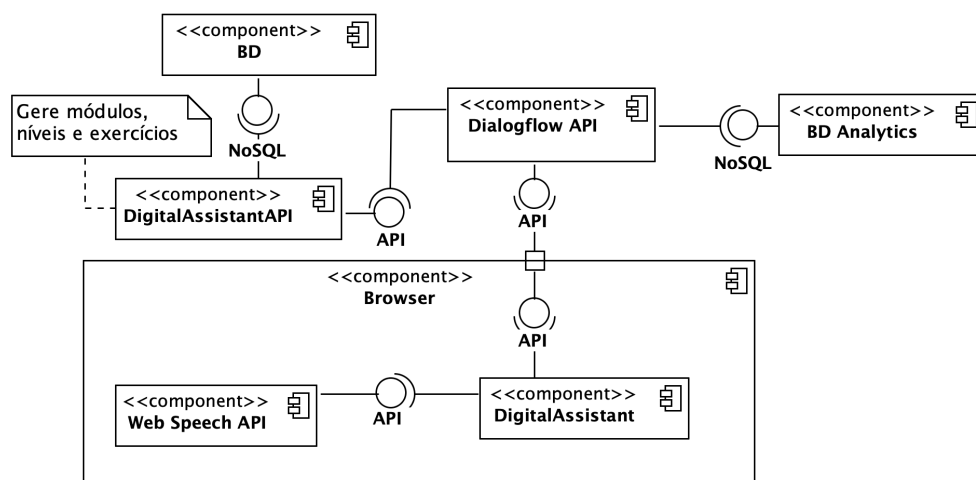 <<component>>
BD
Gere módulos,
níveis e exercícios
NoSQL
<<component>>
DigitalAssistantAPI
API
<<component>>
Dialogflow API
NoSQL
<<component>>
BD Analytics
API
<<component>>
Browser
API
<<component>>
Web Speech API
API
<<component>>
DigitalAssistant